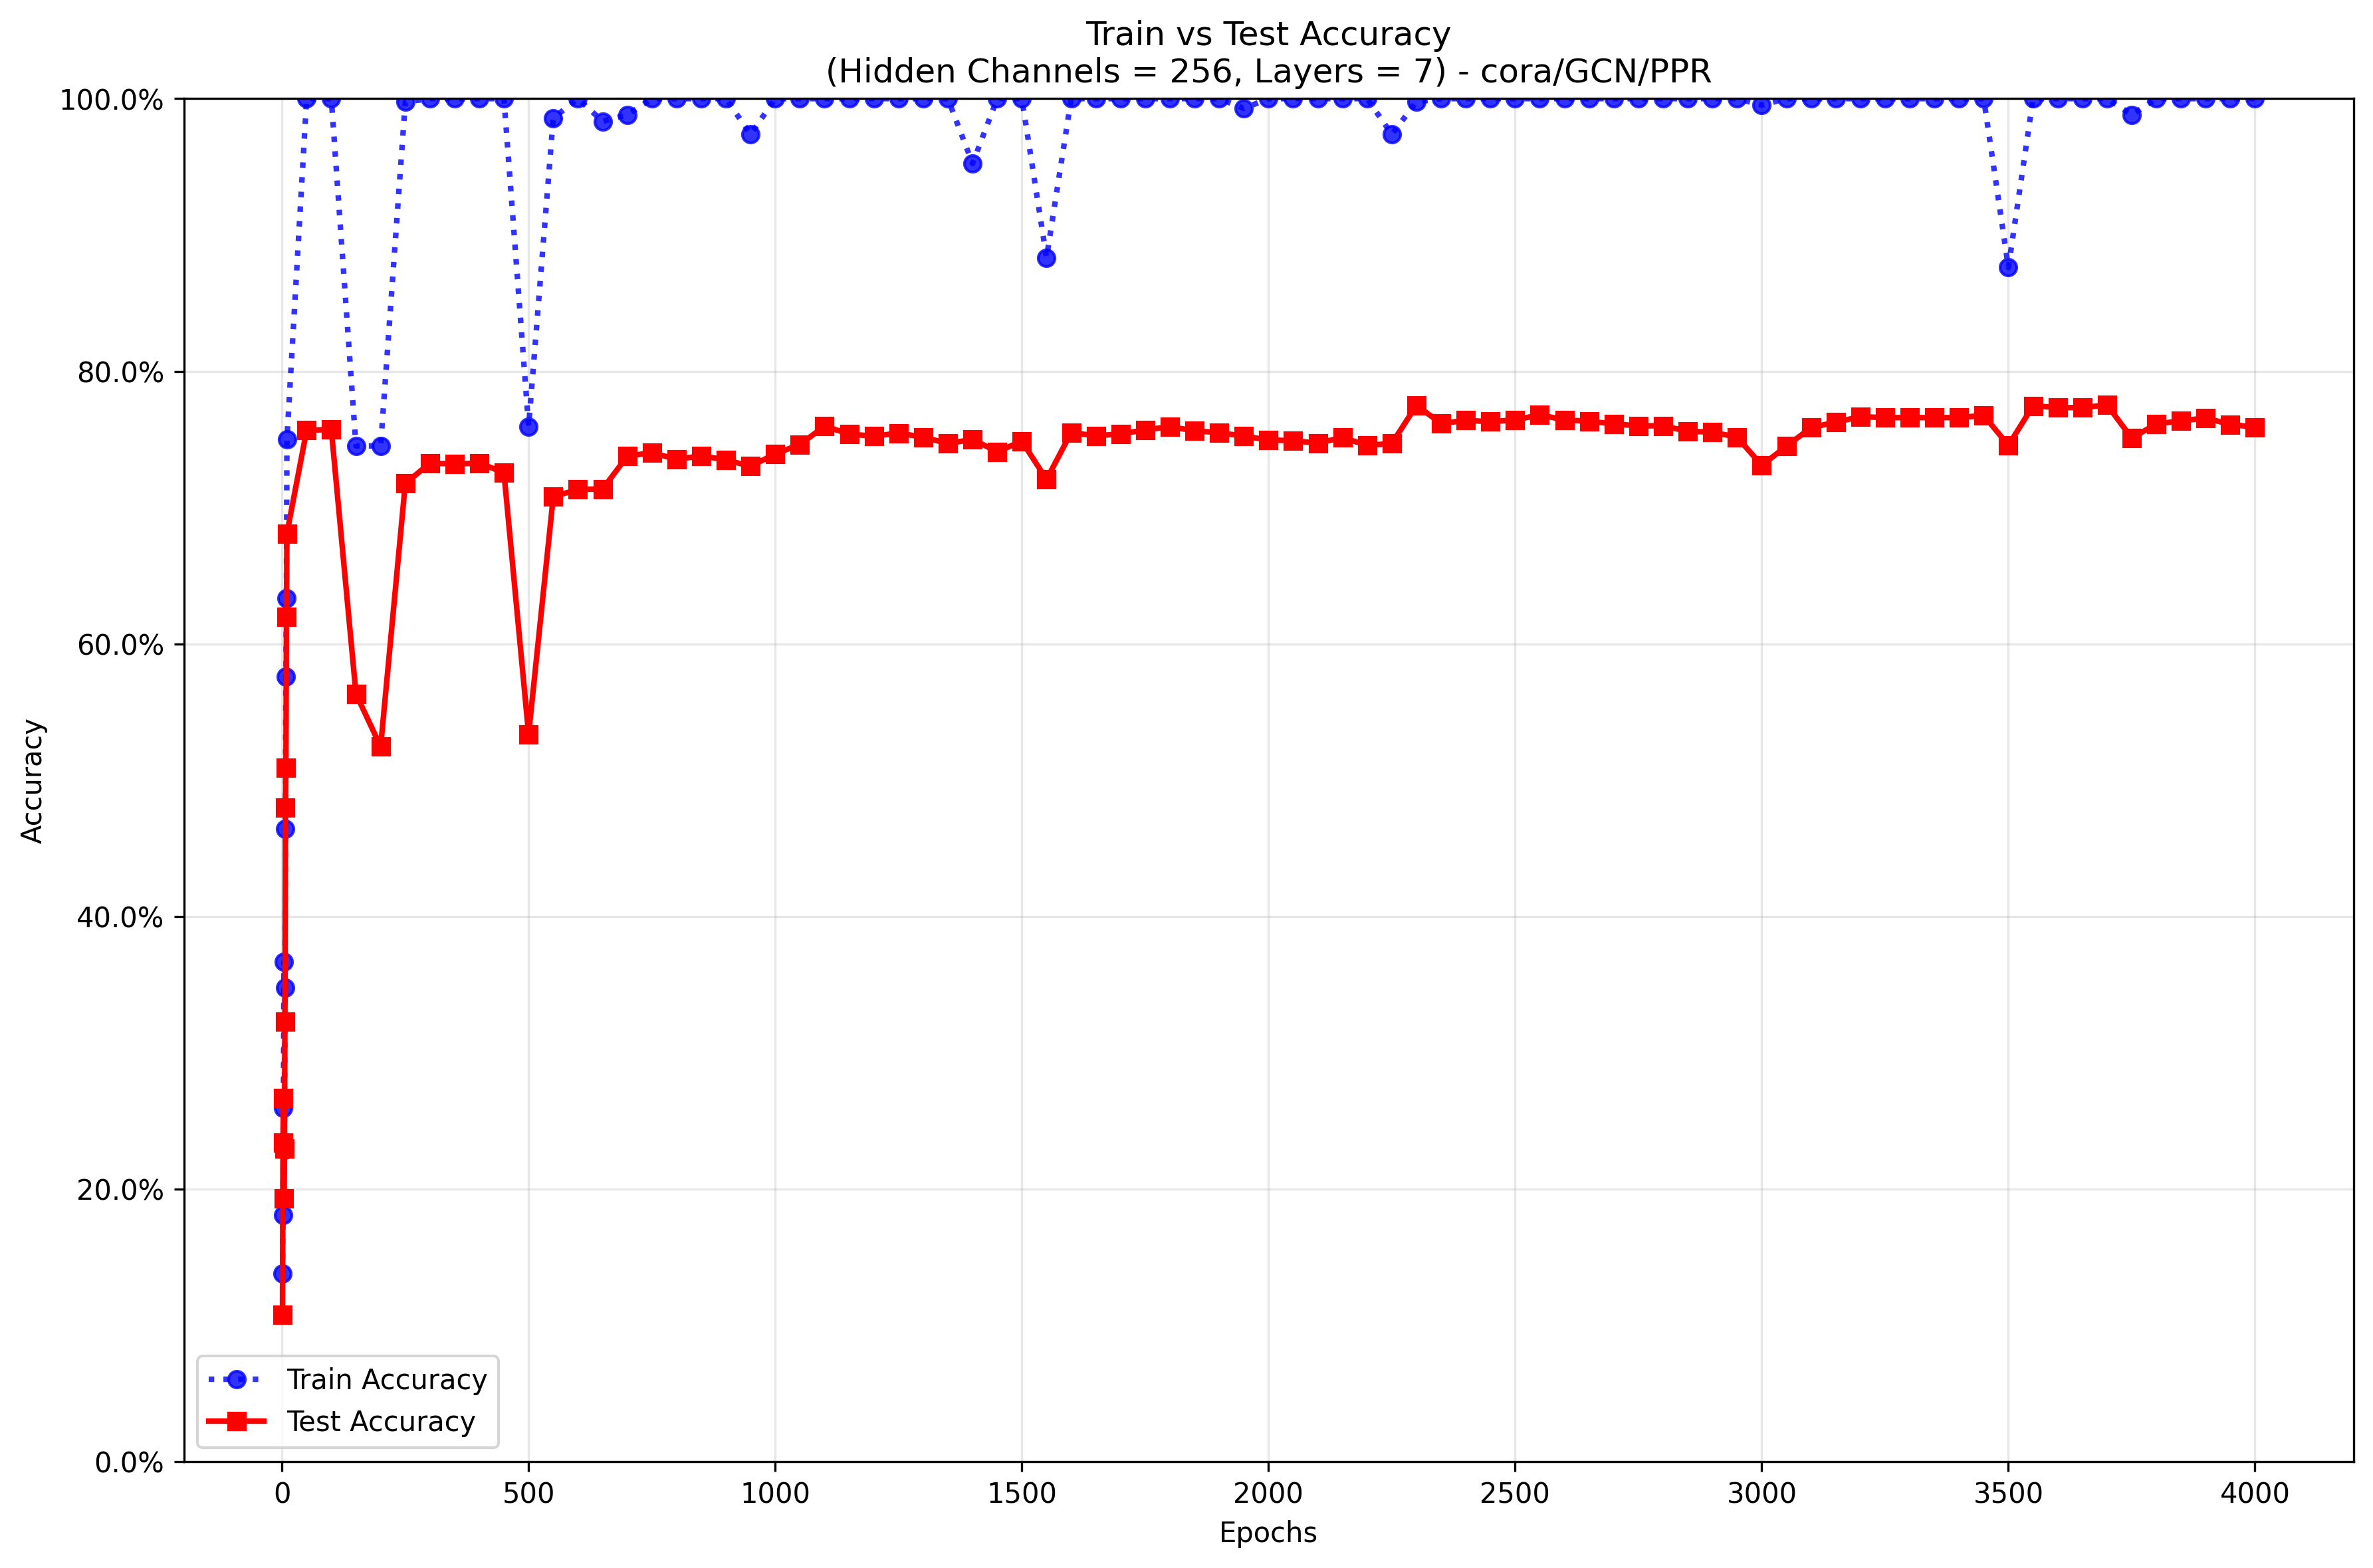 Train vs Test Accuracy
(Hidden Channels = 256, Layers = 7) - cora/GCN/PPR
100.0%
80.0%
60.0%
40.0%
20.0%
0.0%
Accuracy
Train Accuracy
Test Accuracy
0 500 1000 1500 2000 2500 3000 3500 4000
Epochs